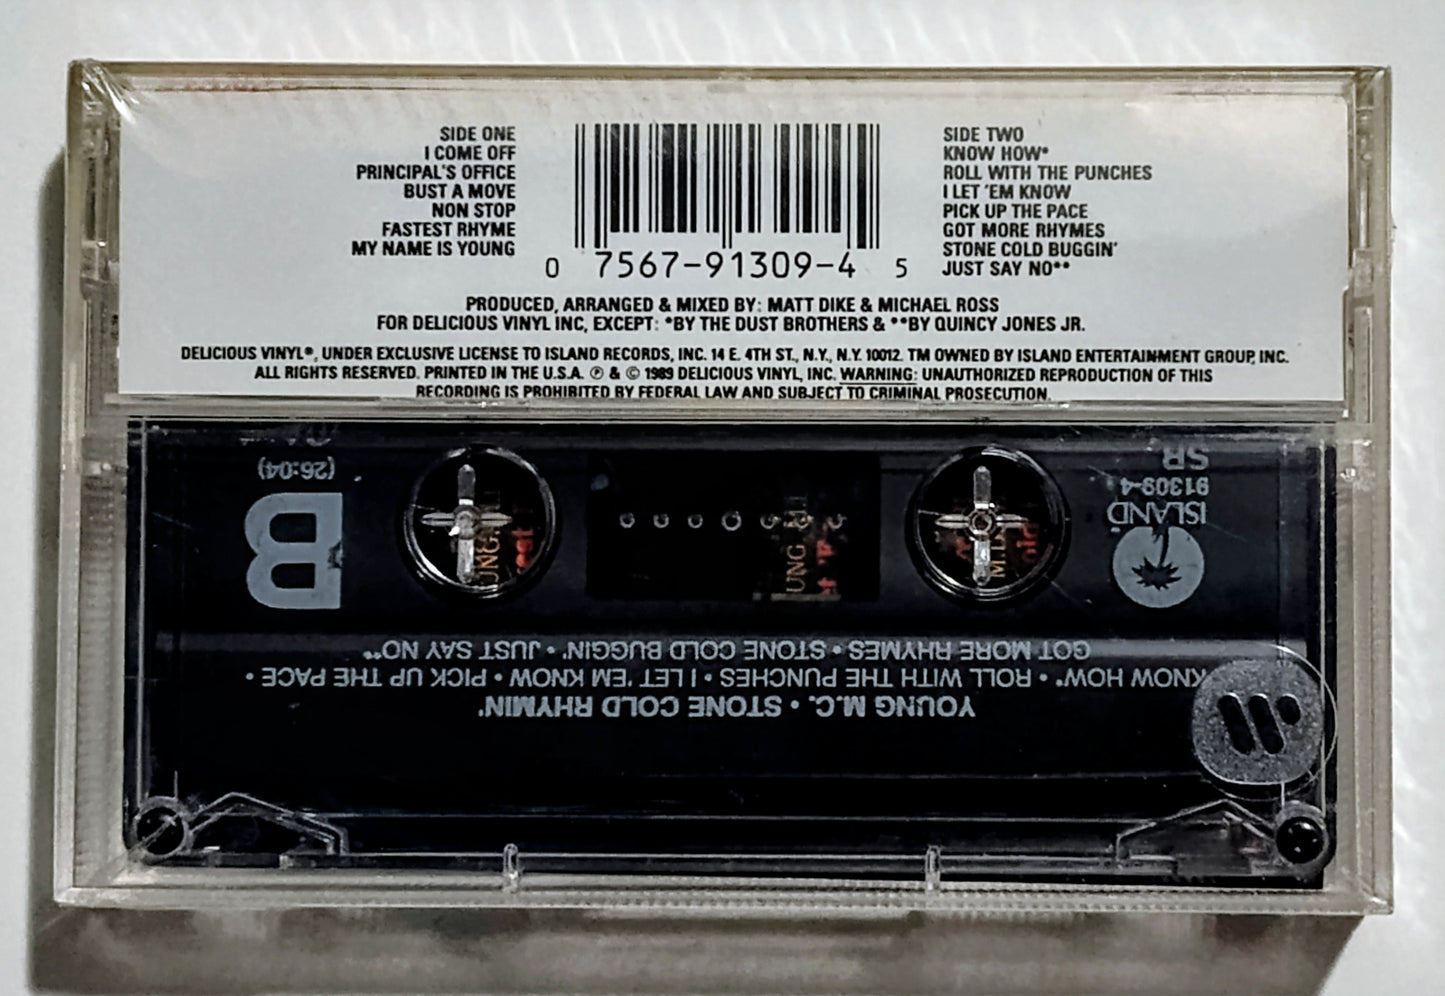 SIDE ONE
I COME OFF
PRINCIPAL'S OFFICE
BUST A MOVE
NON STOP
FASTEST RHYME
MY NAME IS YOUNG
0 7567-91309-4 5
SIDE TWO
KNOW HOW*
ROLL WITH THE PUNCHES
I LET 'EM KNOW
PICK UP THE PACE
GOT MORE RHYMES
STONE COLD BUGGIN'
JUST SAY NO**
PRODUCED, ARRANGED & MIXED BY: MATT DIKE & MICHAEL ROSS
FOR DELICIOUS VINYL INC, EXCEPT: *BY THE DUST BROTHERS & **BY QUINCY JONES JR.
DELICIOUS VINYL®, UNDER EXCLUSIVE LICENSE TO ISLAND RECORDS, INC. 14 E. 4TH ST., N.Y., N.Y. 10012. TM OWNED BY ISLAND ENTERTAINMENT GROUP, INC.
ALL RIGHTS RESERVED. PRINTED IN THE U.S.A. ℗ & © 1989 DELICIOUS VINYL, INC. WARNING: UNAUTHORIZED REPRODUCTION OF THIS
RECORDING IS PROHIBITED BY FEDERAL LAW AND SUBJECT TO CRIMINAL PROSECUTION.
YOUNG M.C. • STONE COLD RHYMIN'
KNOW HOW* • ROLL WITH THE PUNCHES • I LET 'EM KNOW • PICK UP THE PACE •
GOT MORE RHYMES • STONE COLD BUGGIN' • JUST SAY NO**
ISLAND
91309-4
SR
B
(26:04)